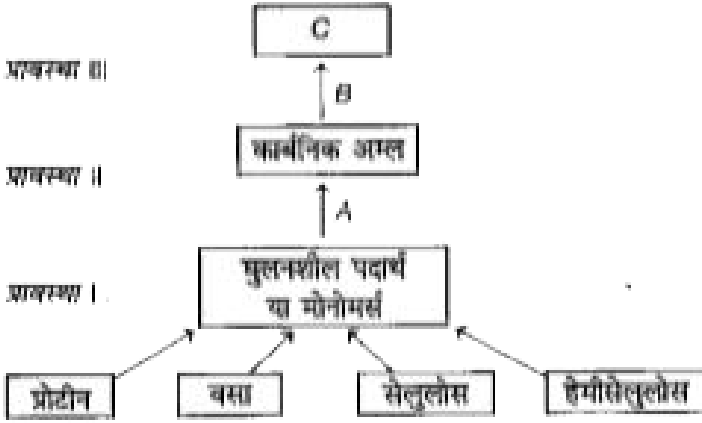 C
प्रावस्था III
B
कार्बनिक अम्ल
प्रावस्था II
A
घुलनशील पदार्थ
या मोनोमर्स
प्रावस्था I
प्रोटीन वसा सेलुलोस हेमीसेलुलोस